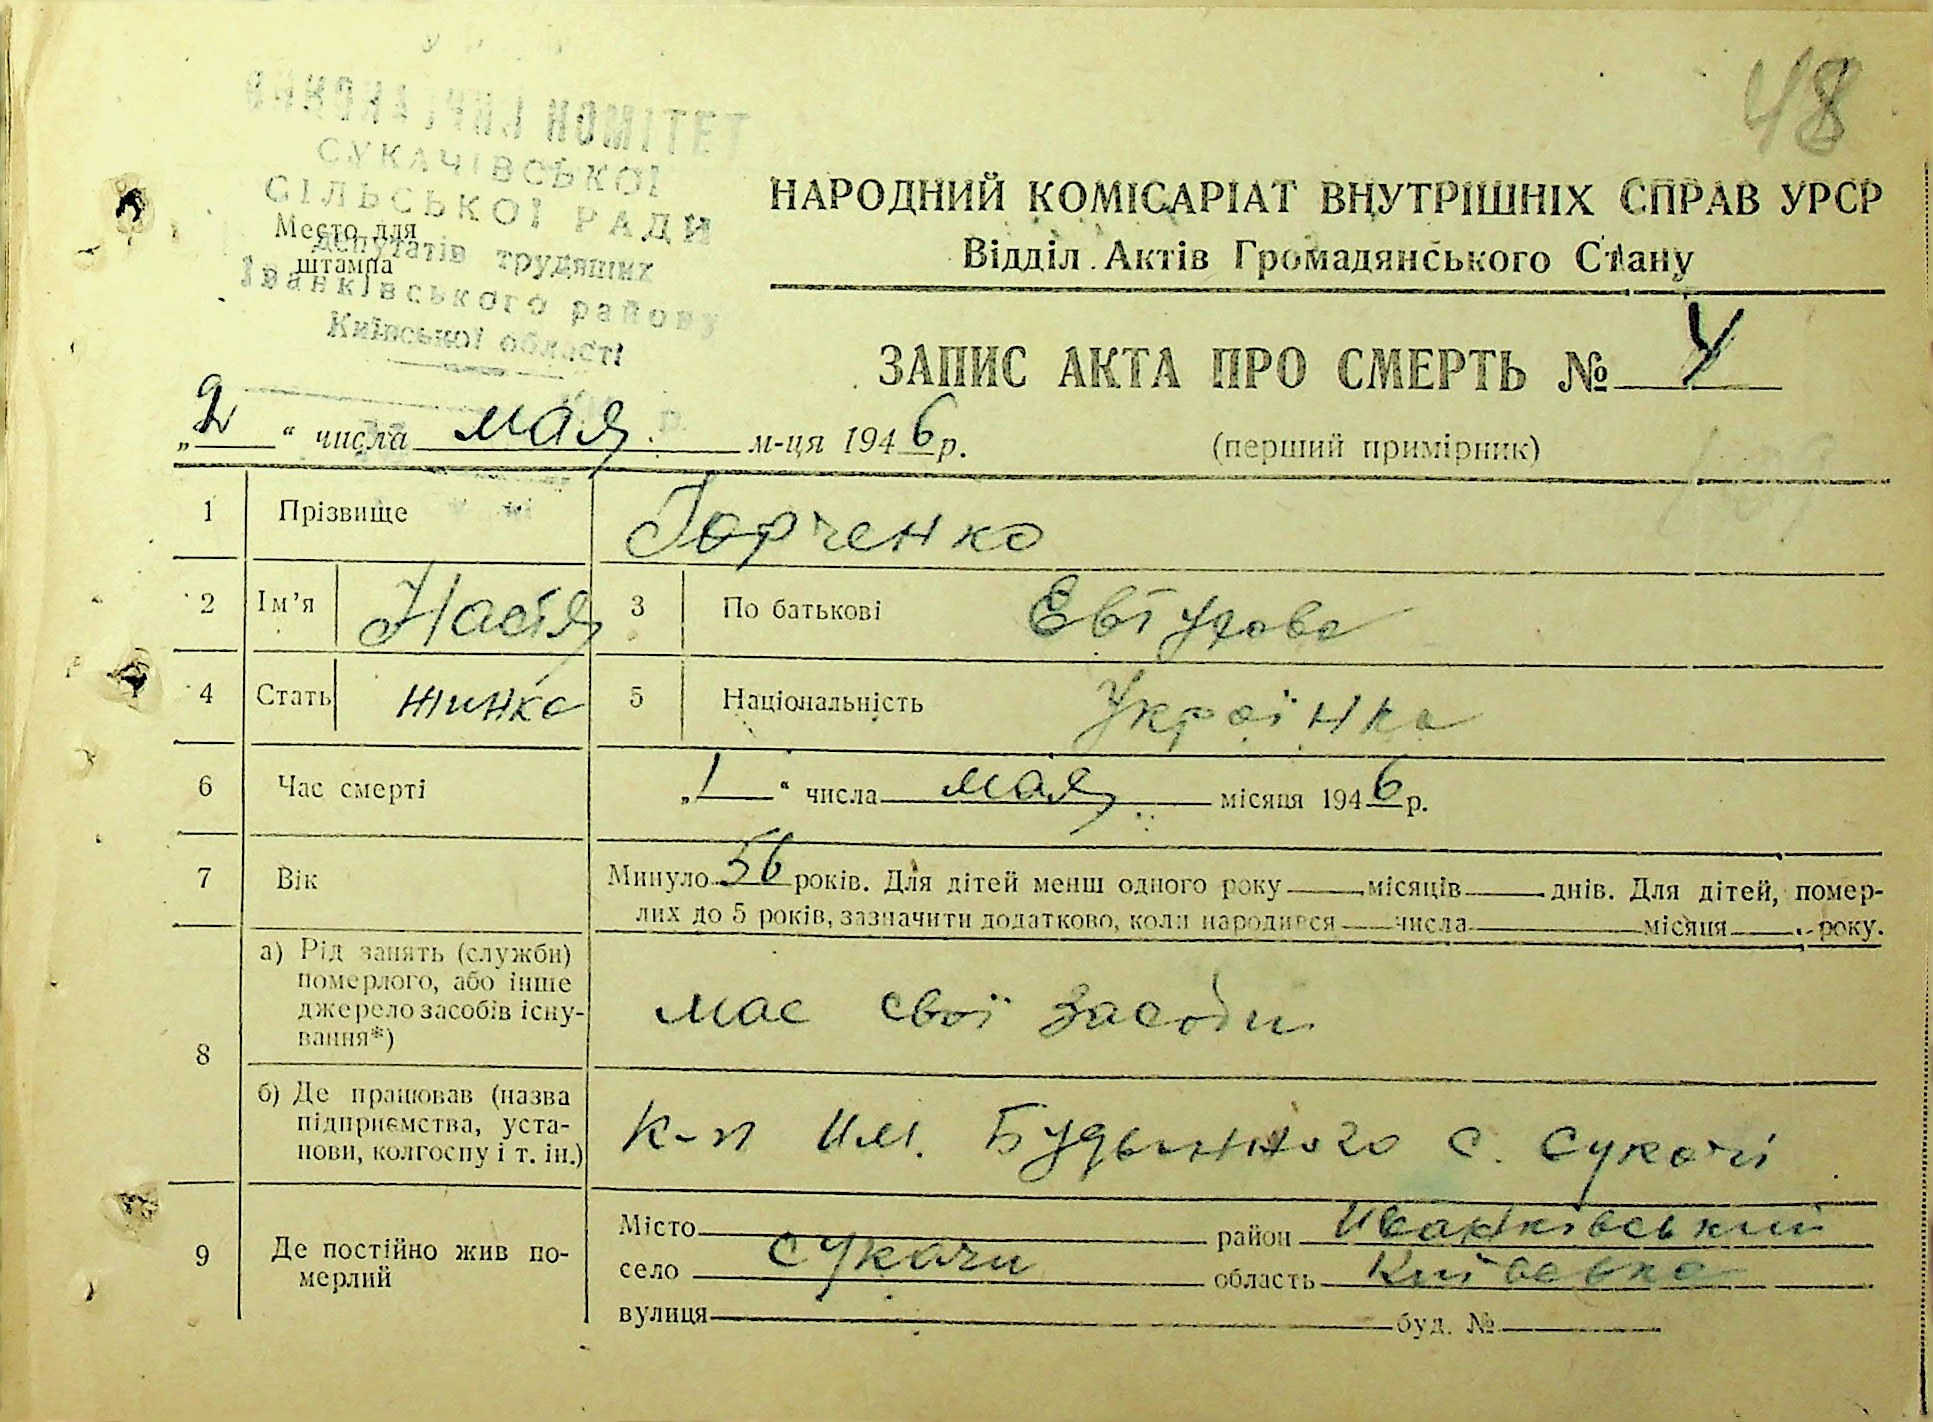 48
ВИКОНАВЧИЙ КОМІТЕТ
СУКАЧІВСЬКОЇ
СІЛЬСЬКОЇ РАДИ
депутатів трудящих
Іванківського району
Київської області
Место для
штампа
НАРОДНИЙ КОМІСАРІАТ ВНУТРІШНІХ СПРАВ УРСР
Відділ Актів Громадянського Стану
ЗАПИС АКТА ПРО СМЕРТЬ № 4
„2“ числа мая м-ця 1946 р.
(перший примірник)
1 Прізвище Горченко
2 Ім’я Настя 3 По батькові
4 Стать жинка 5 Національність Українка
6 Час смерті „1“ числа мая місяця 1946 р.
7 Вік Минуло 56 років. Для дітей менш одного року місяців днів. Для дітей, помер-
лих до 5 років, зазначити додатково, коли народився числа місяця року.
8 а) Рід занять (служби)
померлого, або інше
джерело засобів існу-
вання*)
має свої засоби
б) Де працював (назва
підприємства, уста-
нови, колгоспу і т. ін.)
К-п им. Будьонного с. Сукачі
9 Де постійно жив по-
мерлий
Місто район Иванківський
село Сукачи область Киівська
вулиця буд. №